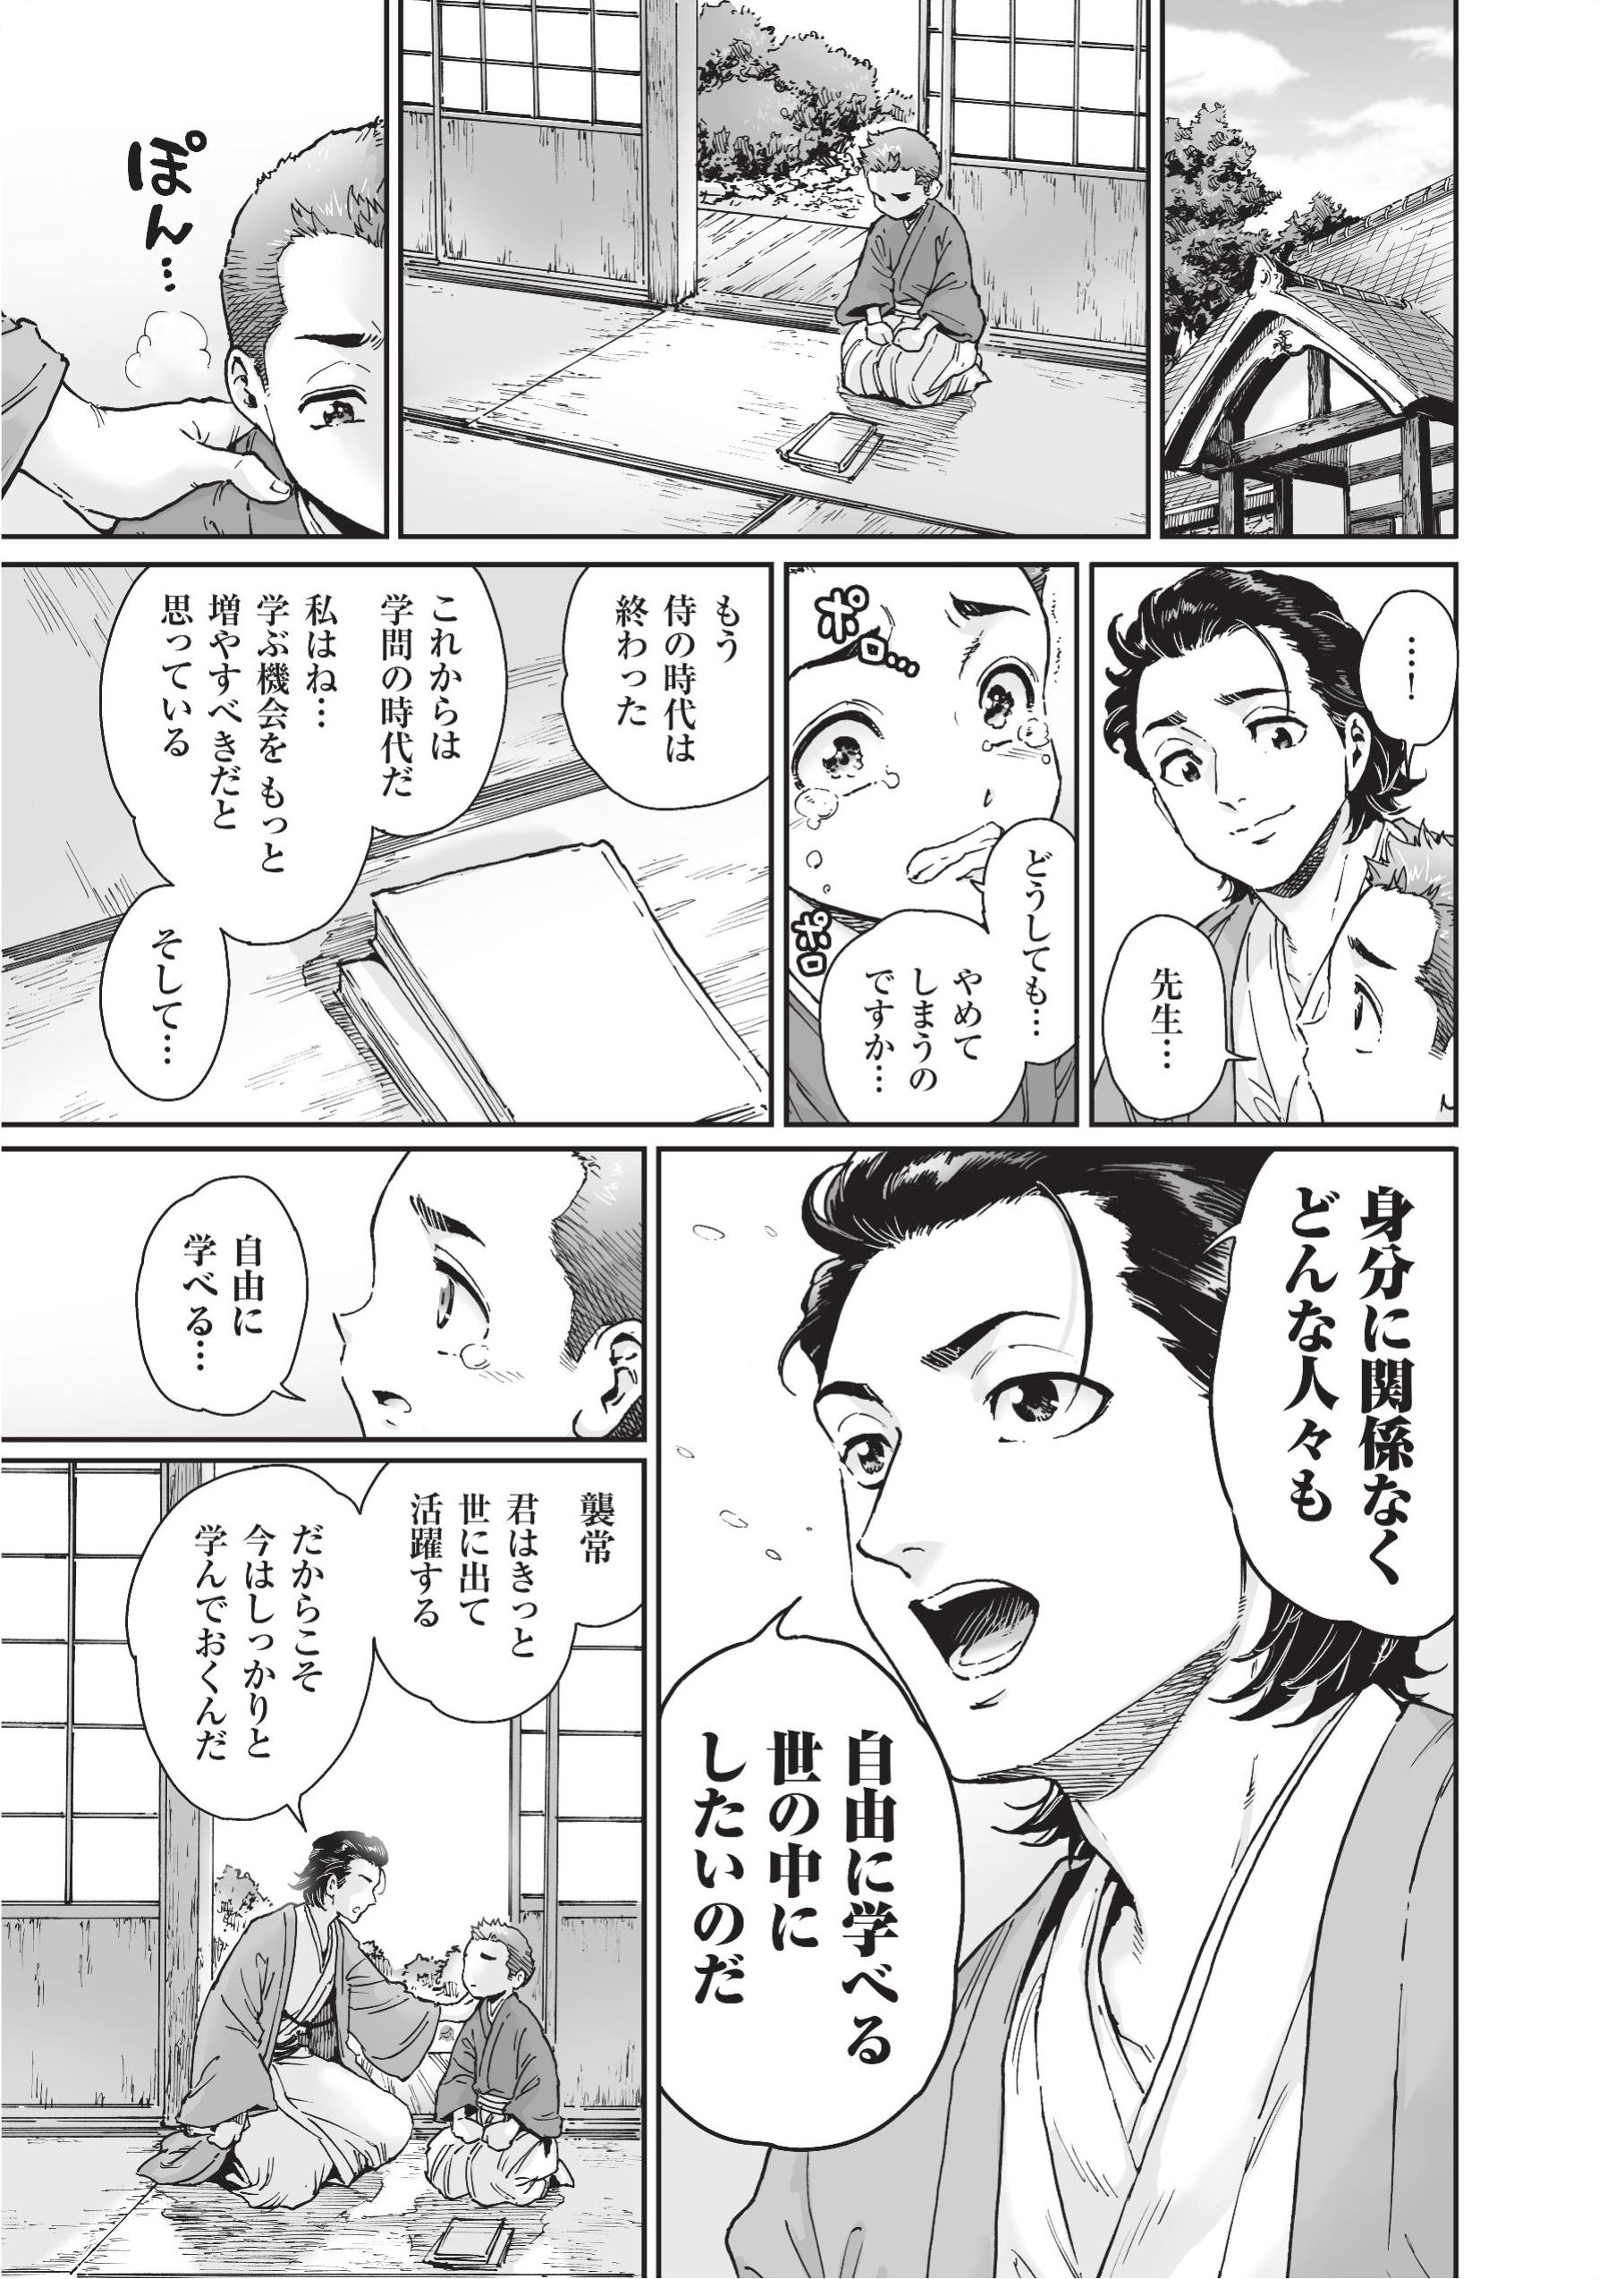 ぽん…
…！
先生…
どうしても…
やめて
しまうの
ですか…
ポロ…
ポロ
もう
侍の時代は
終わった
これからは
学問の時代だ
私はね…
学ぶ機会をもっと
増やすべきだと
思っている
そして…
身分に関係なく
どんな人々も
自由に学べる
世の中に
したいのだ
自由に
学べる…
襲常
君はきっと
世に出て
活躍する
だからこそ
今はしっかりと
学んでおくんだ